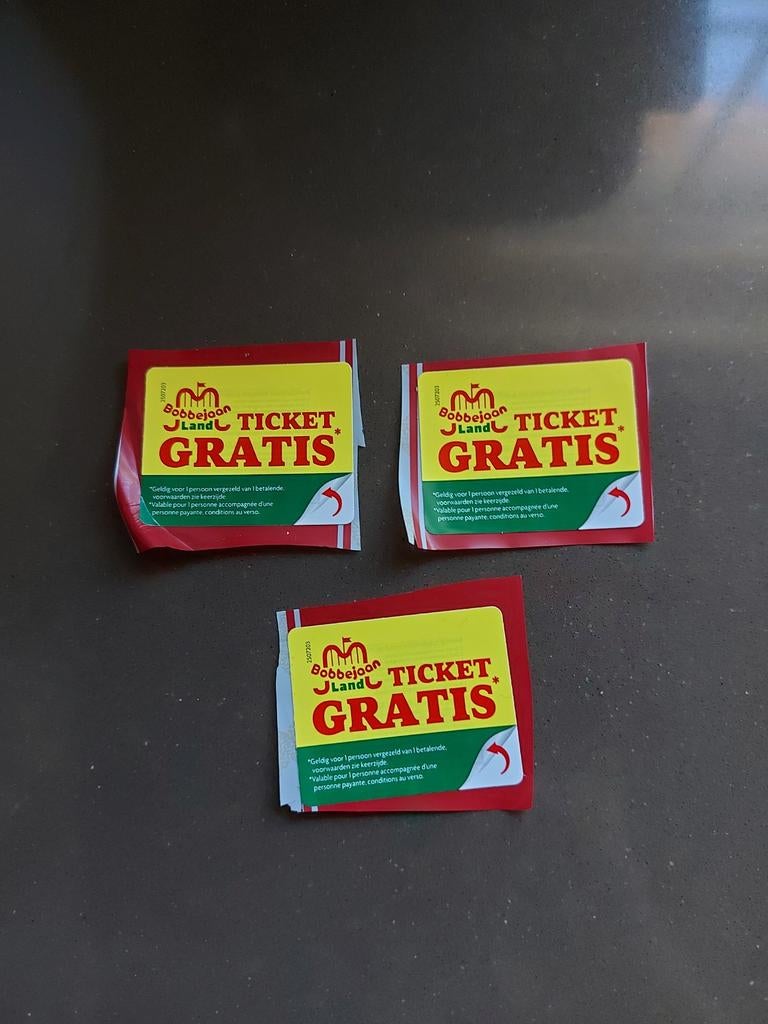 2507203
Bobbejaan
Land
TICKET
GRATIS*
*Geldig voor 1 persoon vergezeld van 1 betalende,
voorwaarden zie keerzijde.
*Valable pour 1 personne accompagnée d'une
personne payante, conditions au verso.
2507203
Bobbejaan
Land
TICKET
GRATIS*
*Geldig voor 1 persoon vergezeld van 1 betalende,
voorwaarden zie keerzijde.
*Valable pour 1 personne accompagnée d'une
personne payante, conditions au verso.
2507203
Bobbejaan
Land
TICKET
GRATIS*
*Geldig voor 1 persoon vergezeld van 1 betalende,
voorwaarden zie keerzijde.
*Valable pour 1 personne accompagnée d'une
personne payante, conditions au verso.